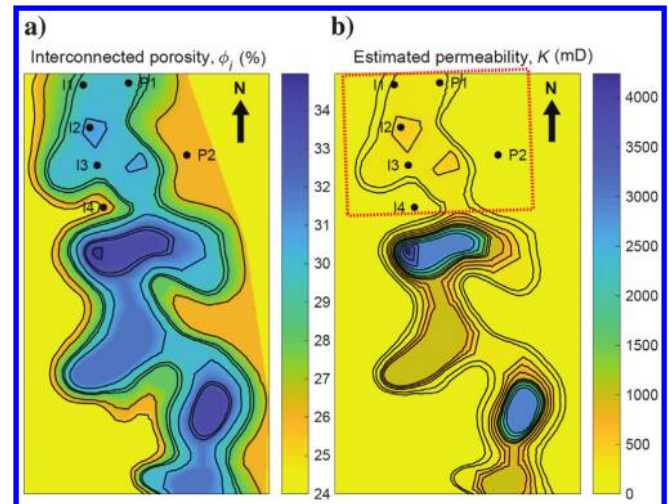 a)
Interconnected porosity, ϕi (%)
I1
P1
N
I2
I3
P2
I4
34
33
32
31
30
29
28
27
26
25
24
b)
Estimated permeability, K (mD)
I1
P1
N
I2
I3
P2
I4
4000
3500
3000
2500
2000
1500
1000
500
0